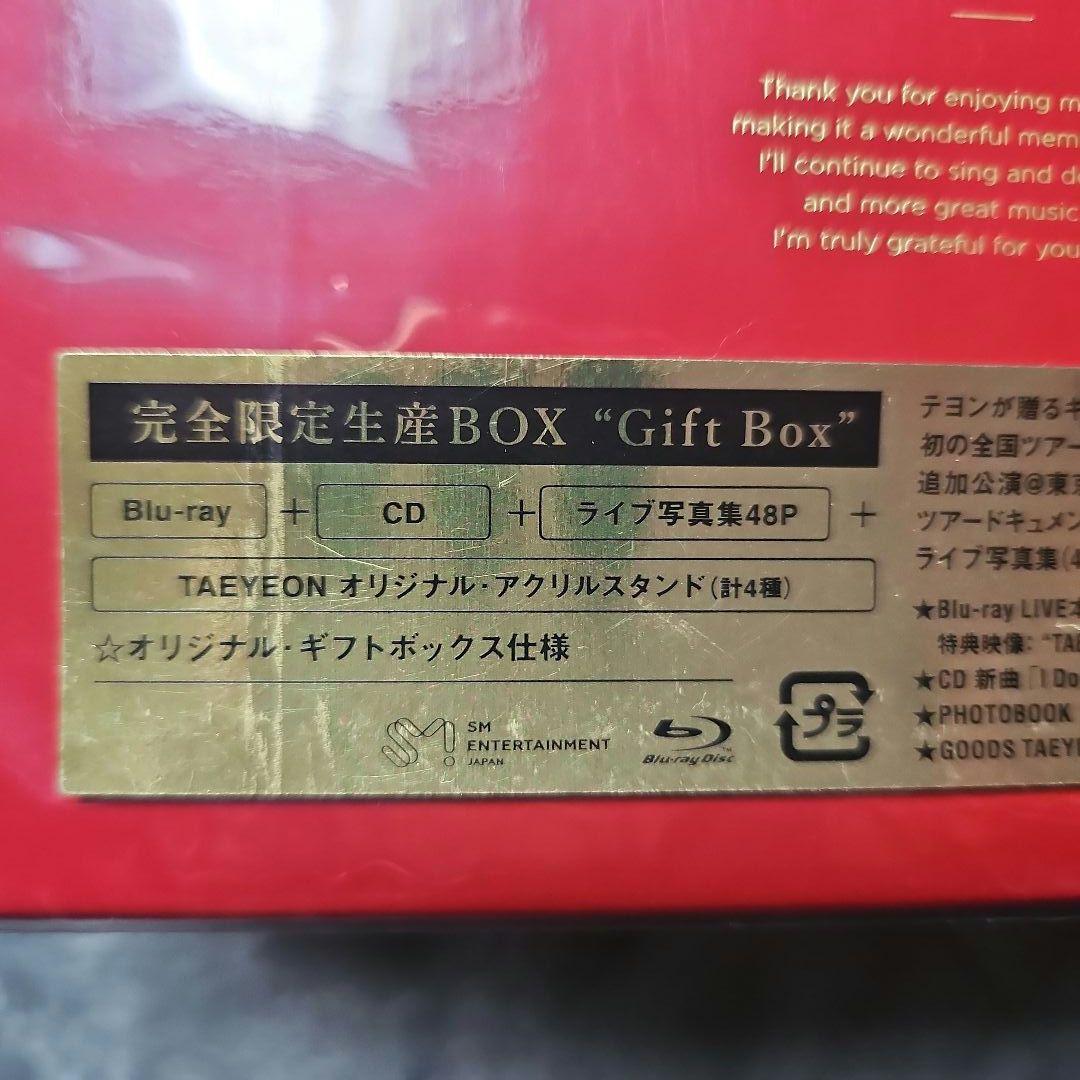 Thank you for enjoying m
making it a wonderful mem
I'll continue to sing and d
and more great music
I'm truly grateful for you
完全限定生産BOX “Gift Box”
Blu-ray + CD + ライブ写真集48P +
TAEYEON オリジナル・アクリルスタンド(計4種)
☆オリジナル・ギフトボックス仕様
SM
ENTERTAINMENT
JAPAN
Blu-ray Disc
プラ
テヨンが贈る
初の全国ツアー
追加公演@東京
ツアードキュメン
ライブ写真集(4
★Blu-ray LIVE
特典映像: “TA
★CD 新曲「I Do
★PHOTOBOOK
★GOODS TAEY